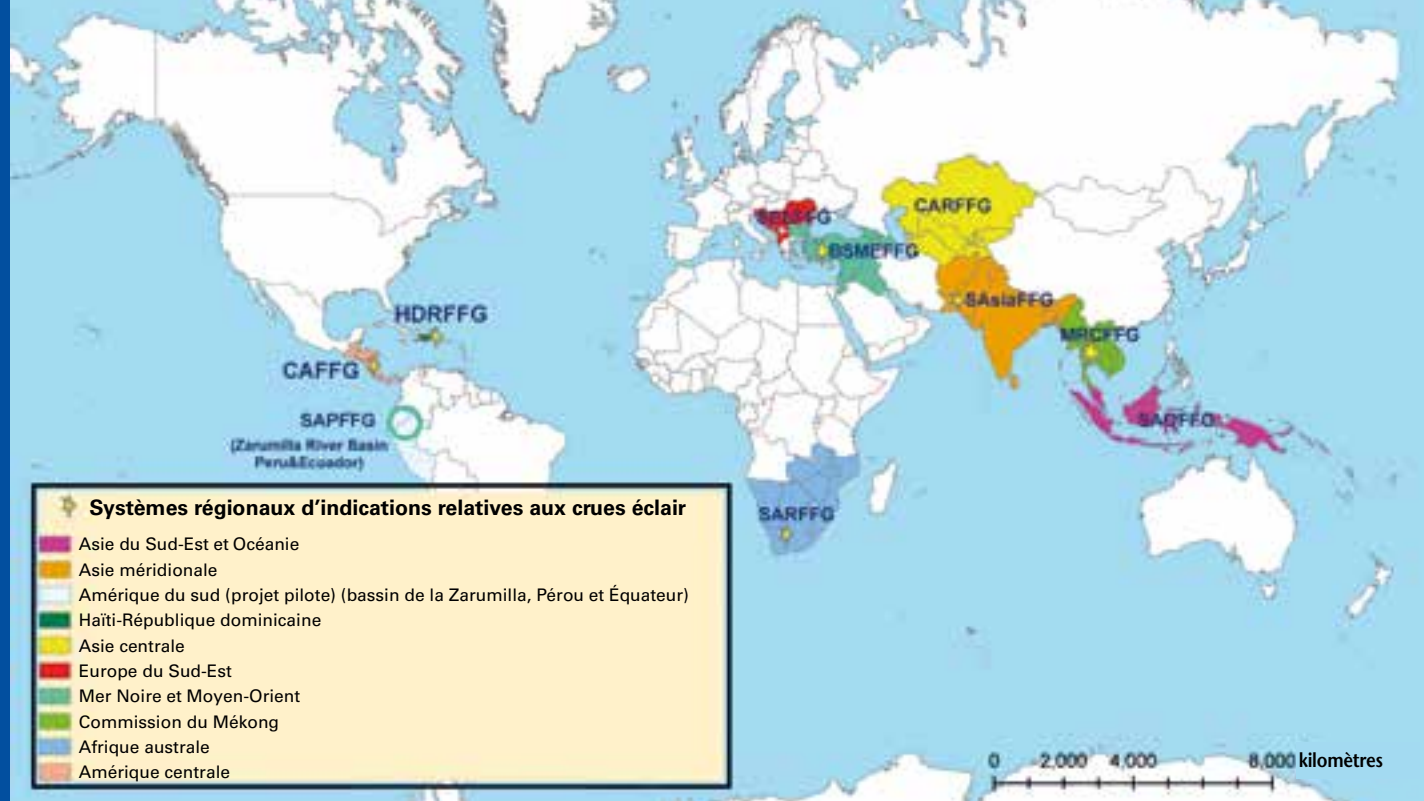 CARFFG
BSMEFFG
SAsiaFFG
HDRFFG
MRCFFG
CAFFG
SAPFFG
(Zarumilla River Basin
Peru&Ecuador)
SARFFG
Systèmes régionaux d’indications relatives aux crues éclair
Asie du Sud-Est et Océanie
Asie méridionale
Amérique du sud (projet pilote) (bassin de la Zarumilla, Pérou et Équateur)
Haïti-République dominicaine
Asie centrale
Europe du Sud-Est
Mer Noire et Moyen-Orient
Commission du Mékong
Afrique australe
Amérique centrale
0 2,000 4,000 8,000 kilomètres